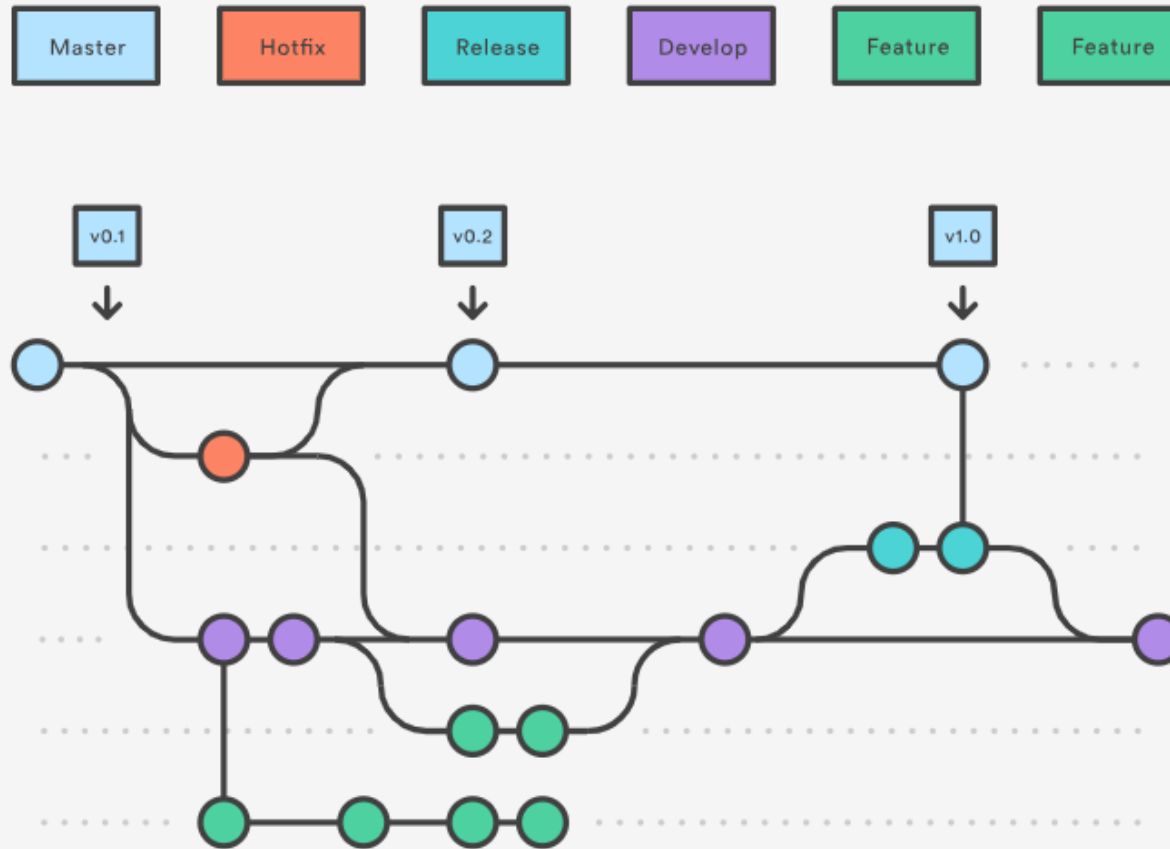 Master
Hotfix
Release
Develop
Feature
Feature
v0.1
v0.2
v1.0